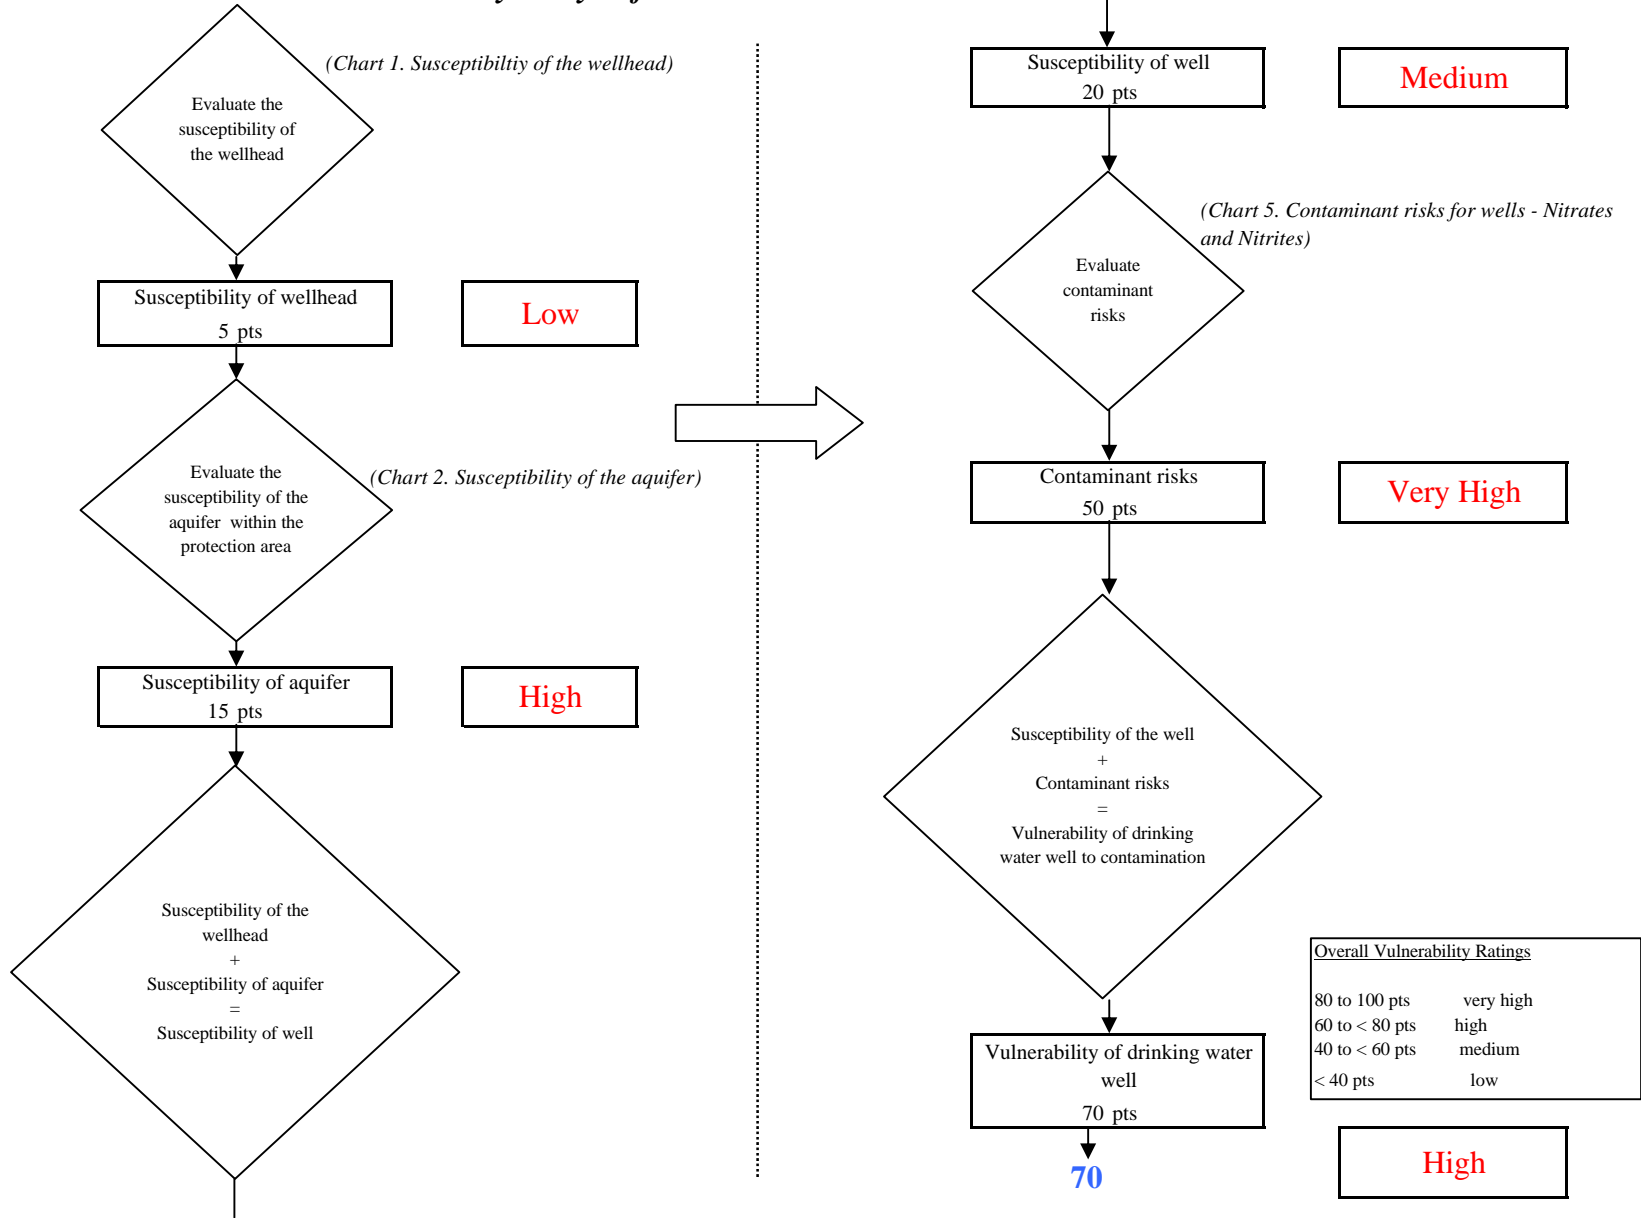 (Chart 1. Susceptibiltiy of the wellhead)
Evaluate the
susceptibility of
the wellhead
Susceptibility of wellhead
5 pts
Low
(Chart 2. Susceptibility of the aquifer)
Evaluate the
susceptibility of the
aquifer within the
protection area
Susceptibility of aquifer
15 pts
High
Susceptibility of the
wellhead
+
Susceptibility of aquifer
=
Susceptibility of well
Susceptibility of well
20 pts
Medium
(Chart 5. Contaminant risks for wells - Nitrates
and Nitrites)
Evaluate
contaminant
risks
Contaminant risks
50 pts
Very High
Susceptibility of the well
+
Contaminant risks
=
Vulnerability of drinking
water well to contamination
Overall Vulnerability Ratings
80 to 100 pts very high
60 to < 80 pts high
40 to < 60 pts medium
< 40 pts low
Vulnerability of drinking water
well
70 pts
70
High